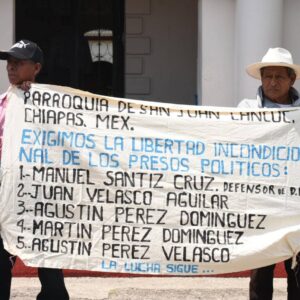 PARROQUIA DE SAN JUAN CANCUC,
CHIAPAS, MEX.
EXIGIMOS LA LIBERTAD INCONDICIO
NAL DE LOS PRESOS POLITICOS:
1.- MANUEL SANTIZ CRUZ. DEFENSOR DE D.
2.- JUAN VELASCO AGUILAR
3.- AGUSTIN PEREZ DOMINGUEZ
4.- MARTIN PEREZ DOMINGUEZ
5.- AGUSTIN PEREZ VELASCO
LA LUCHA SIGUE ...